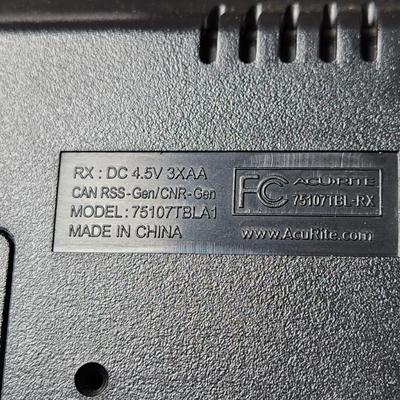 RX : DC 4.5V 3XAA
CAN RSS-Gen/CNR-Gen
MODEL : 75107TBLA1
MADE IN CHINA
FC
ACURITE
75107TBL-RX
www.AcuRite.com